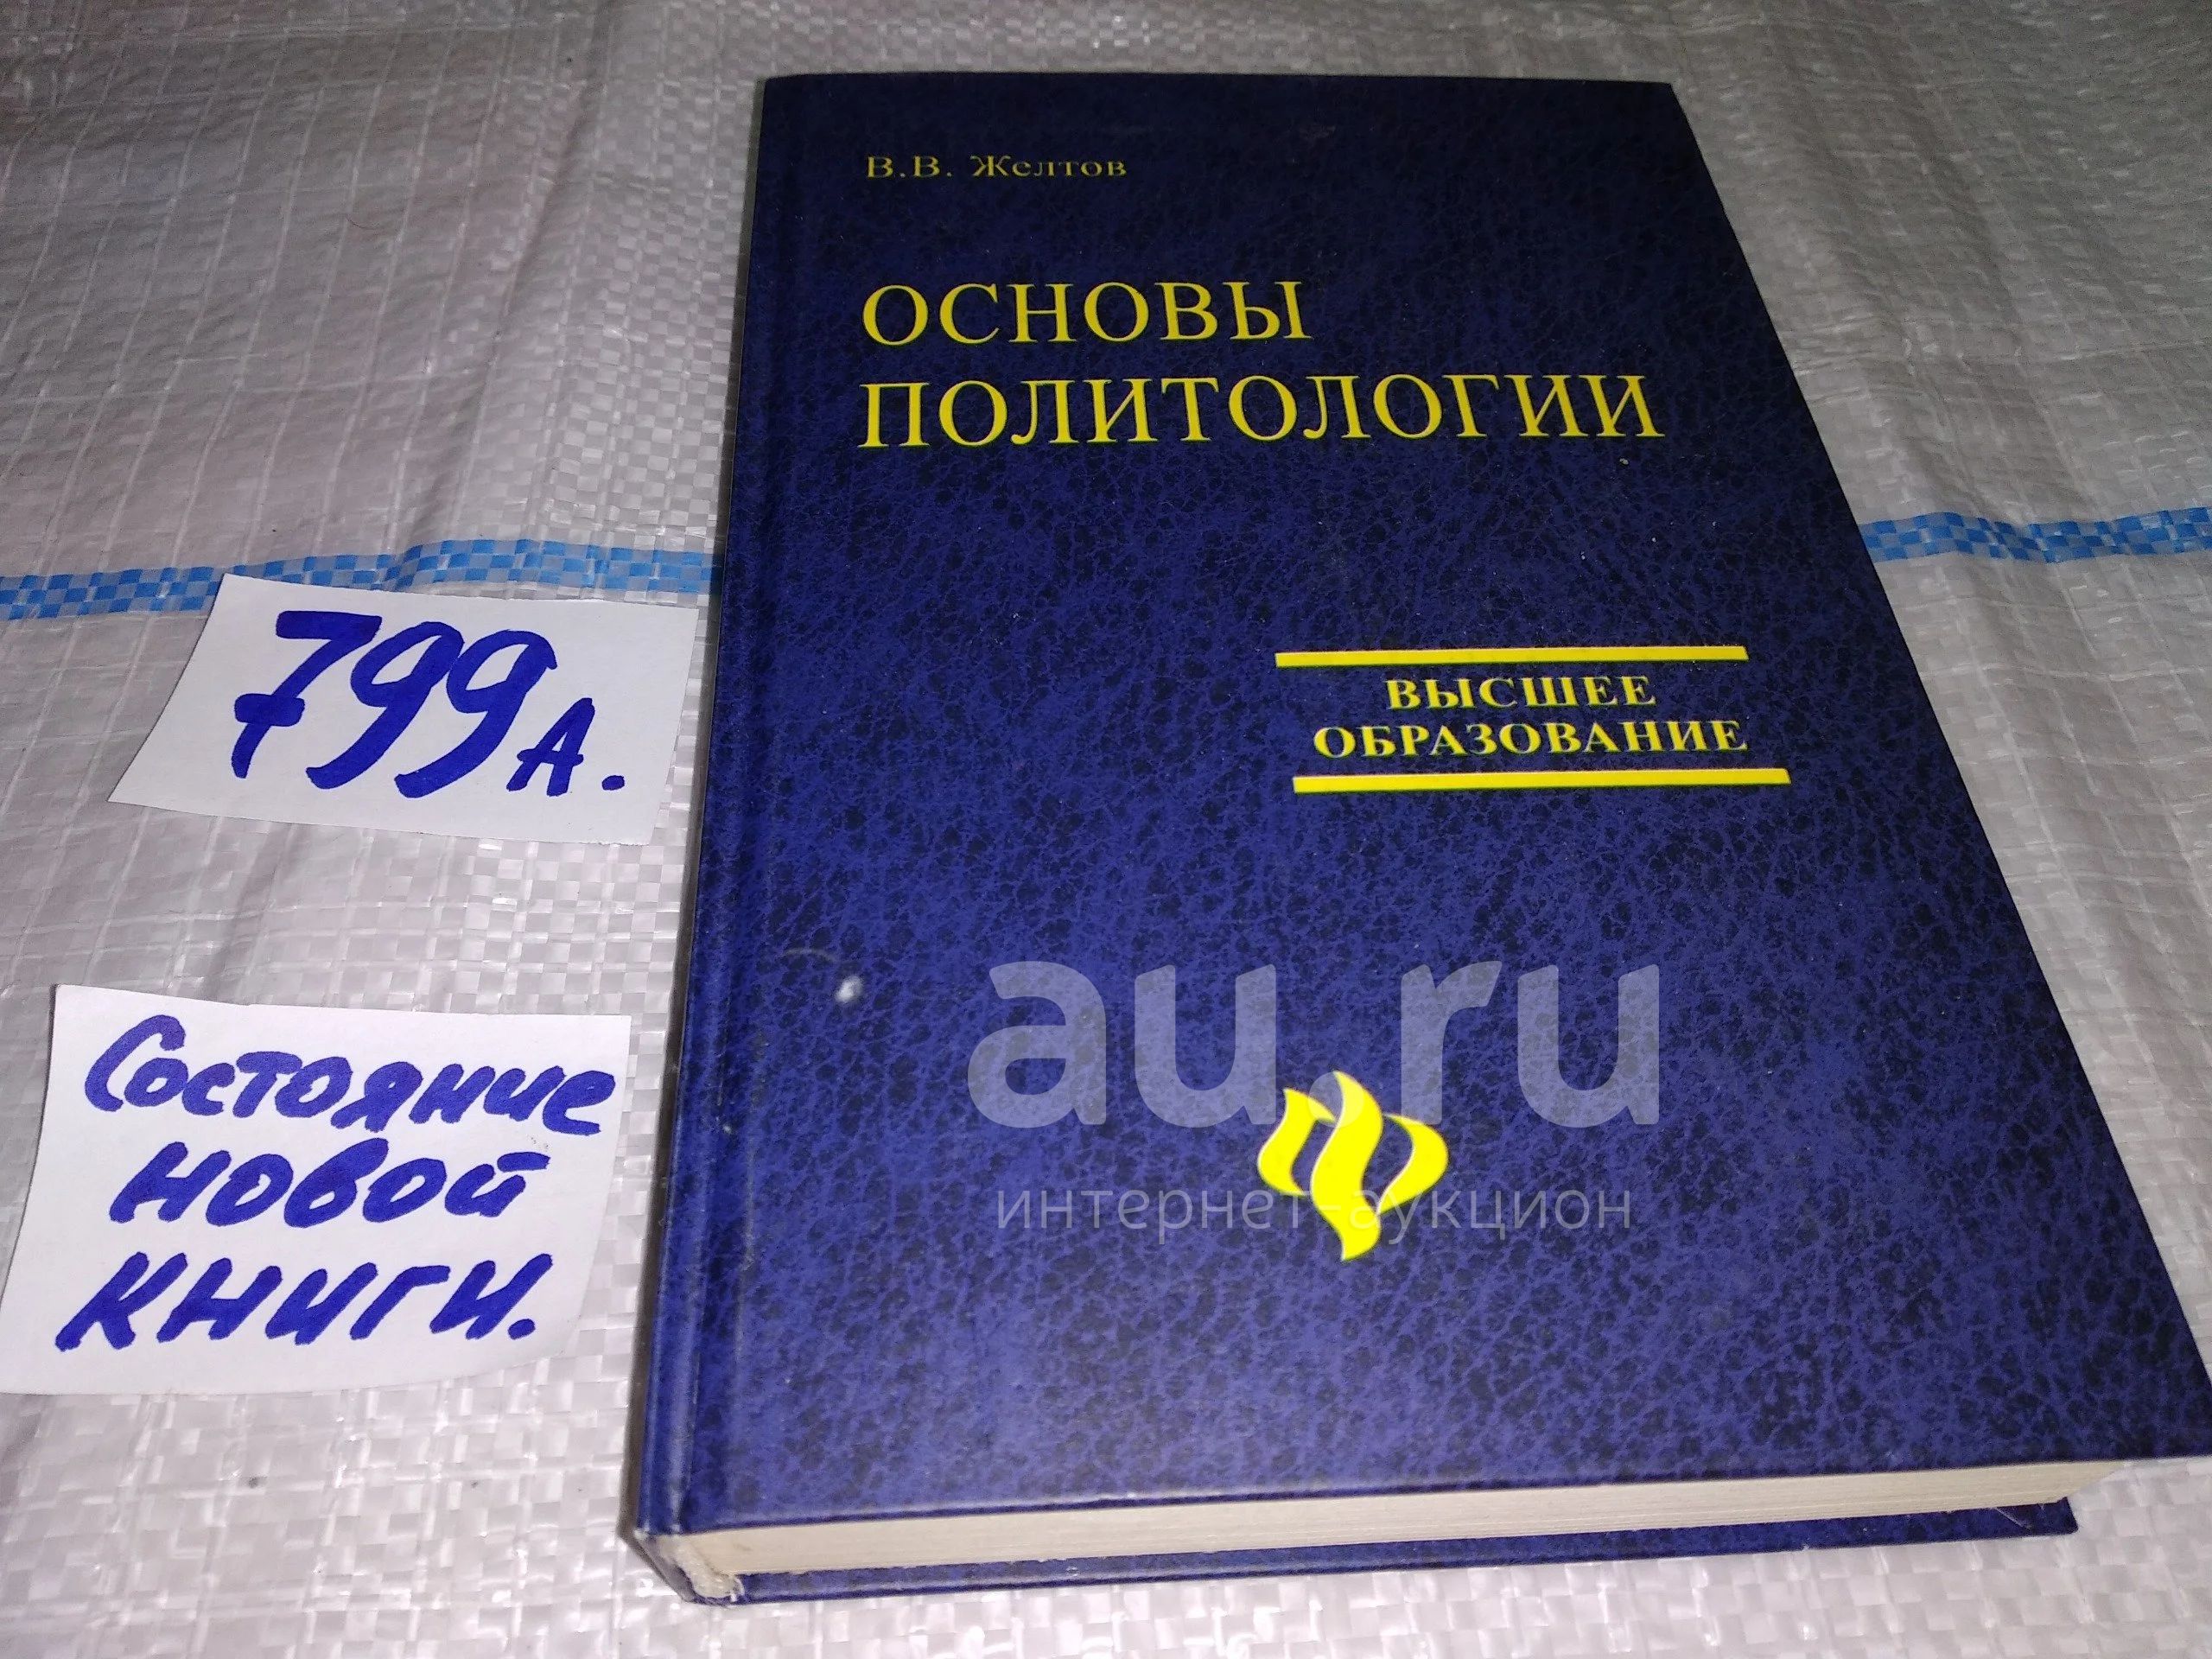 В.В. Желтов
ОСНОВЫ
ПОЛИТОЛОГИИ
ВЫСШЕЕ
ОБРАЗОВАНИЕ
799А.
Состояние
новой
книги.
au.ru
интернет-аукцион